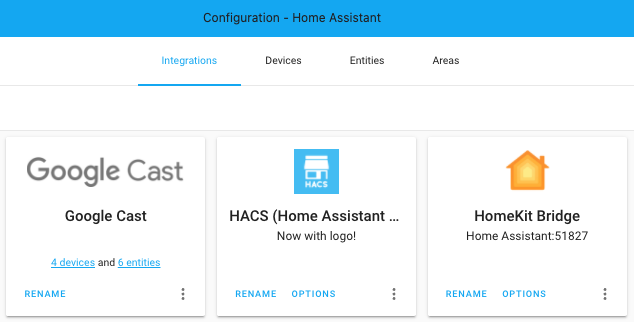 Configuration - Home Assistant
Integrations Devices Entities Areas
Google Cast
HACS
Google Cast
HACS (Home Assistant ...
HomeKit Bridge
Now with logo!
Home Assistant:51827
4 devices and 6 entities
RENAME
RENAME OPTIONS
RENAME OPTIONS